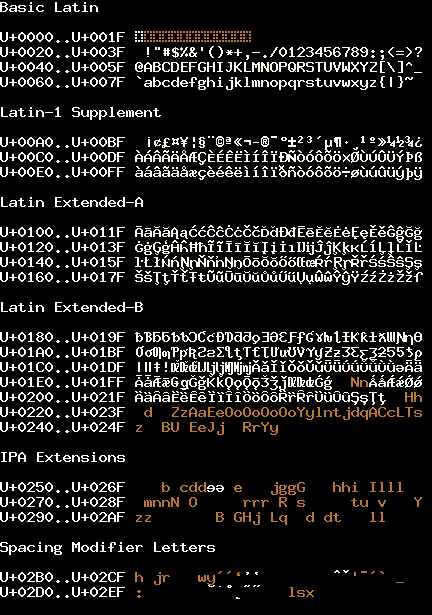 Basic Latin
U+0000..U+001F
U+0020..U+003F  !"#$%&'()*+,-./0123456789:;<=>?
U+0040..U+005F @ABCDEFGHIJKLMNOPQRSTUVWXYZ[\]^_
U+0060..U+007F `abcdefghijklmnopqrstuvwxyz{|}~
Latin-1 Supplement
U+00A0..U+00BF  ¡¢£¤¥¦§¨©ª«¬-®¯°±²³´µ¶·¸¹º»¼½¾¿
U+00C0..U+00DF ÀÁÂÃÄÅÆÇÈÉÊËÌÍÎÏÐÑÒÓÔÕÖ×ØÙÚÛÜÝÞß
U+00E0..U+00FF àáâãäåæçèéêëìíîïðñòóôõö÷øùúûüýþÿ
Latin Extended-A
U+0100..U+011F ĀāĂăĄąĆćĈĉĊċČčĎďĐđĒēĔĕĖėĘęĚěĜĝĞğ
U+0120..U+013F ĠġĢģĤĥĦħĨĩĪīĬĭĮįİıĲĳĴĵĶķĸĹĺĻļĽľĿ
U+0140..U+015F ŀŁłŃńŅņŇňŉŊŋŌōŎŏŐőŒœŔŕŖŗŘřŚśŜŝŞş
U+0160..U+017F ŠšŢţŤťŦŧŨũŪūŬŭŮůŰűŲųŴŵŶŷŸŹźŻżŽžſ
Latin Extended-B
U+0180..U+019F ƀƁƂƃƄƅƆƇƈƉƊƋƌƍƎƏƐƑƒƓƔƕƖƗƘƙƚƛƜƝƞƟ
U+01A0..U+01BF ƠơƢƣƤƥƦƧƨƩƪƫƬƭƮƯưƱƲƳƴƵƶƷƸƹƺƻƼƽƾƿ
U+01C0..U+01DF ǀǁǂǃǄǅǆǇǈǉǊǋǌǍǎǏǐǑǒǓǔǕǖǗǘǙǚǛǜǝǞǟ
U+01E0..U+01FF ǠǡǢǣǤǥǦǧǨǩǪǫǬǭǮǯǰǱǲǳǴǵ  NnǺǻǼǽǾǿ
U+0200..U+021F ȀȁȂȃȄȅȆȇȈȉȊȋȌȍȎȏȐȑȒȓȔȕȖȗȘșȚț  Hh
U+0220..U+023F  d  ZzAaEeOoOoOoOoYylntjdqACcLTs
U+0240..U+024F z  BU EeJj  RrYy
IPA Extensions
U+0250..U+026F    b cddɘə e   jggG   hhi Illl
U+0270..U+028F  mnnN O     rrr R s     tu v   Y
U+0290..U+02AF zz       B GHj Lq  d dt   ll
Spacing Modifier Letters
U+02B0..U+02CF h jr   wy
U+02D0..U+02EF :       ˘˙˚˛˜˝  lsx